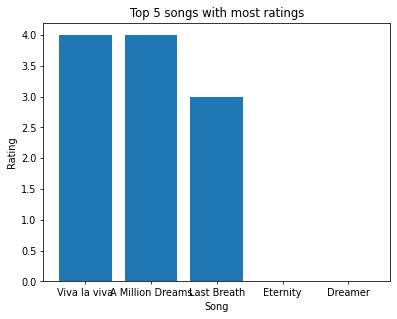 Top 5 songs with most ratings
4.0
3.5
3.0
2.5
2.0
1.5
1.0
0.5
0.0
Rating
Viva la viva A Million Dreams Last Breath Eternity Dreamer
Song